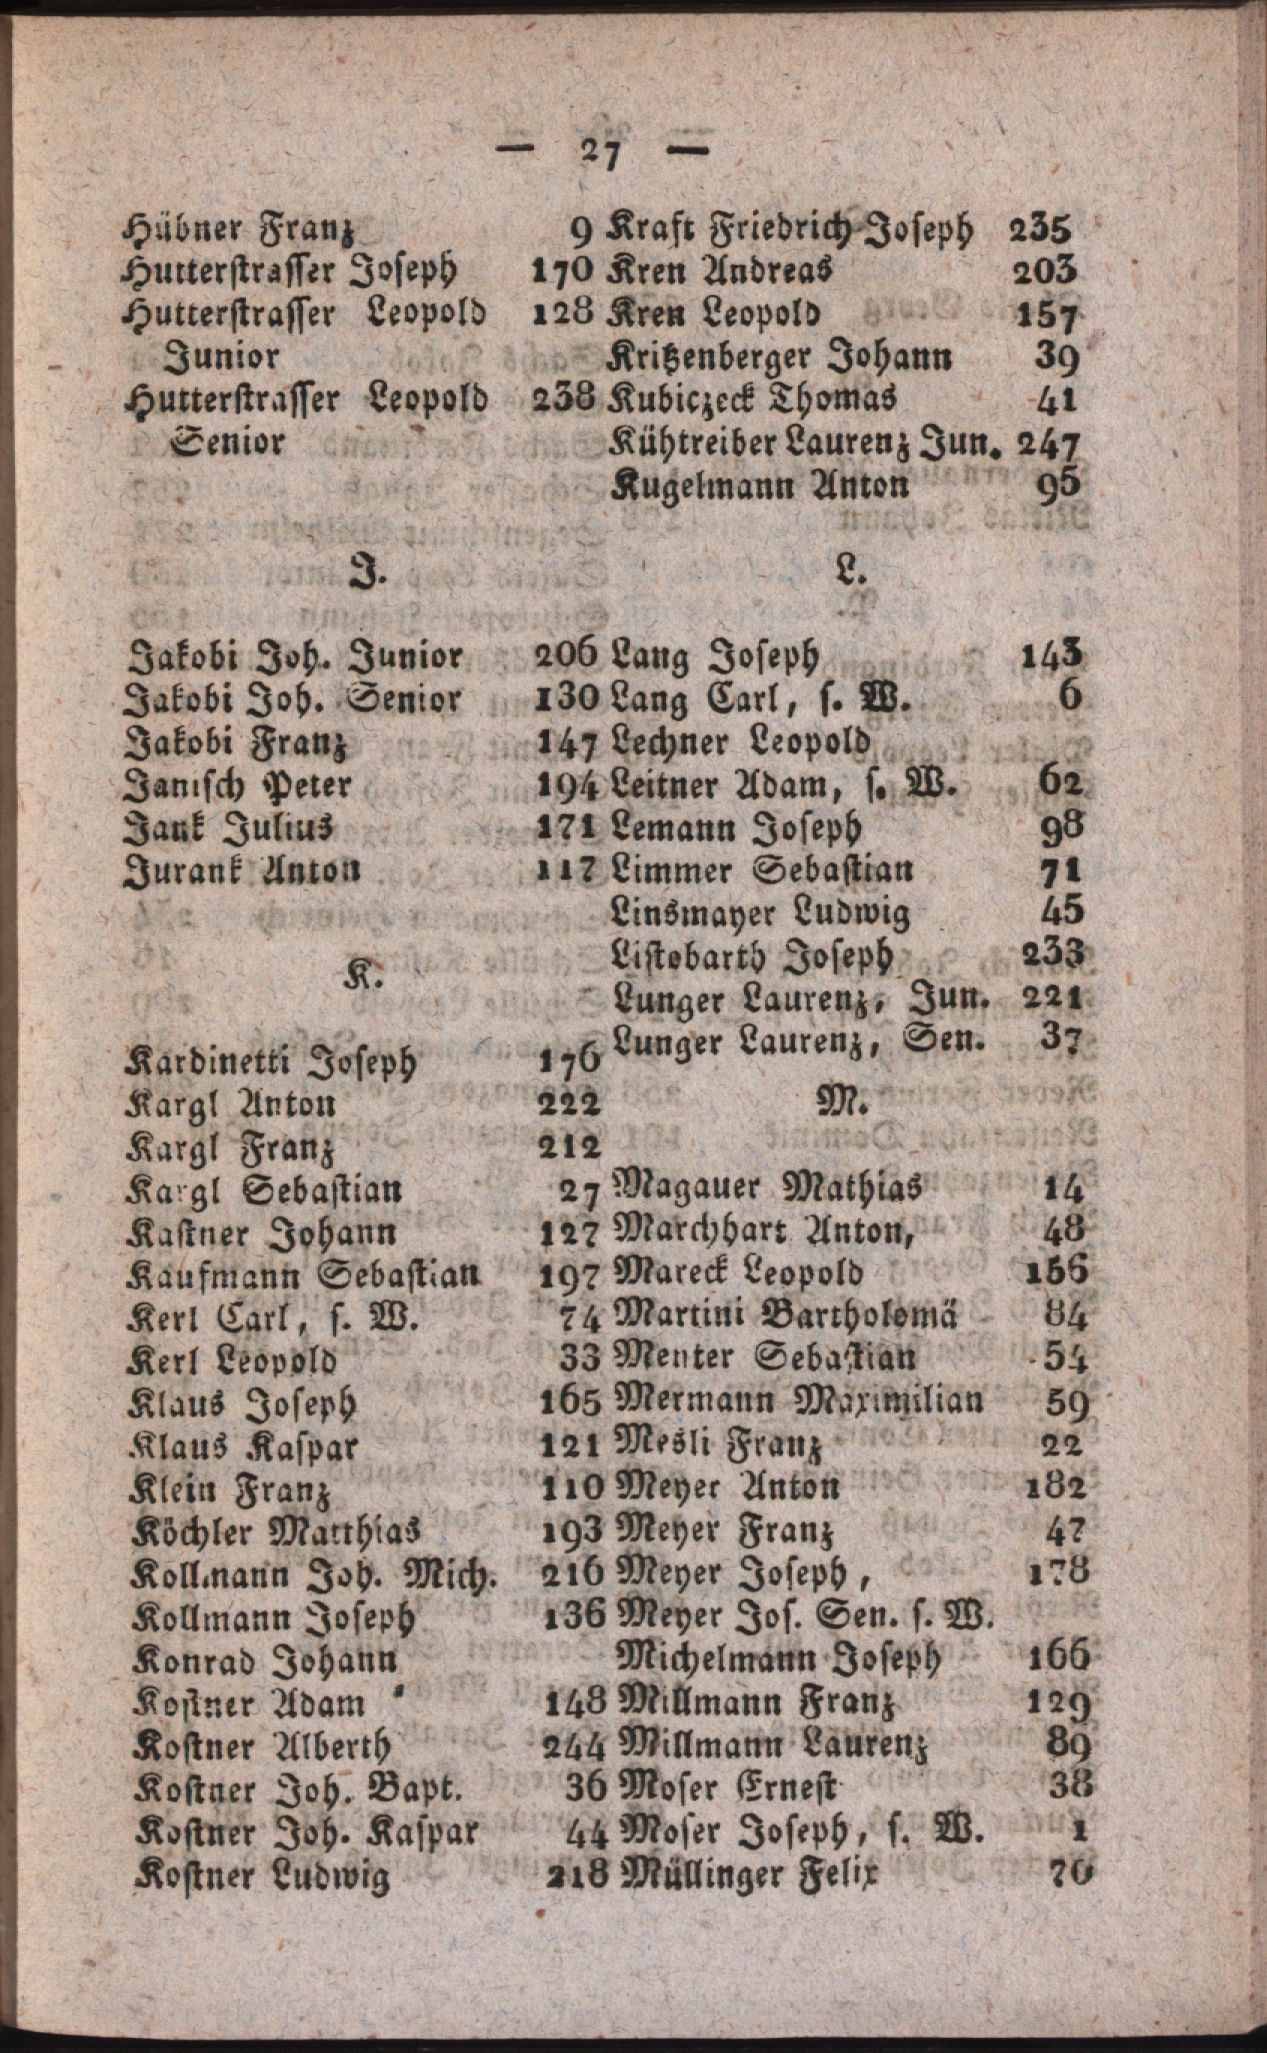 — 27 —
Hübner Franz 9
Hutterstrasser Joseph 170
Hutterstrasser Leopold 128
Junior
Hutterstrasser Leopold 238
Senior
J.
Jakobi Joh. Junior 206
Jakobi Joh. Senior 130
Jakobi Franz 147
Janisch Peter 194
Jank Julius 171
Jurank Anton 117
K.
Kardinetti Joseph 176
Kargl Anton 222
Kargl Franz 212
Kargl Sebastian 27
Kastner Johann 127
Kaufmann Sebastian 197
Kerl Carl, s. W. 74
Kerl Leopold 33
Klaus Joseph 165
Klaus Kaspar 121
Klein Franz 110
Köchler Matthias 193
Kollmann Joh. Mich. 216
Kollmann Joseph 136
Konrad Johann
Kostner Adam 148
Kostner Alberth 244
Kostner Joh. Bapt. 36
Kostner Joh. Kaspar 44
Kostner Ludwig 218
Kraft Friedrich Joseph 235
Kren Andreas 203
Kren Leopold 157
Kritzenberger Johann 39
Kubiczeck Thomas 41
Kühtreiber Laurenz Jun. 247
Kugelmann Anton 95
L.
Lang Joseph 143
Lang Carl, s. W. 6
Lechner Leopold
Leitner Adam, s. W. 62
Lemann Joseph 98
Limmer Sebastian 71
Linsmayer Ludwig 45
Listobarth Joseph 233
Lunger Laurenz, Jun. 221
Lunger Laurenz, Sen. 37
M.
Magauer Mathias 14
Marchhart Anton, 48
Mareck Leopold 156
Martini Bartholomä 84
Menter Sebastian 54
Mermann Maximilian 59
Mesli Franz 22
Meyer Anton 182
Meyer Franz 47
Meyer Joseph, 178
Meyer Jos. Sen. s. W.
Michelmann Joseph 166
Millmann Franz 129
Millmann Laurenz 89
Moser Ernest 38
Moser Joseph, s. W. 1
Müllinger Felix 76